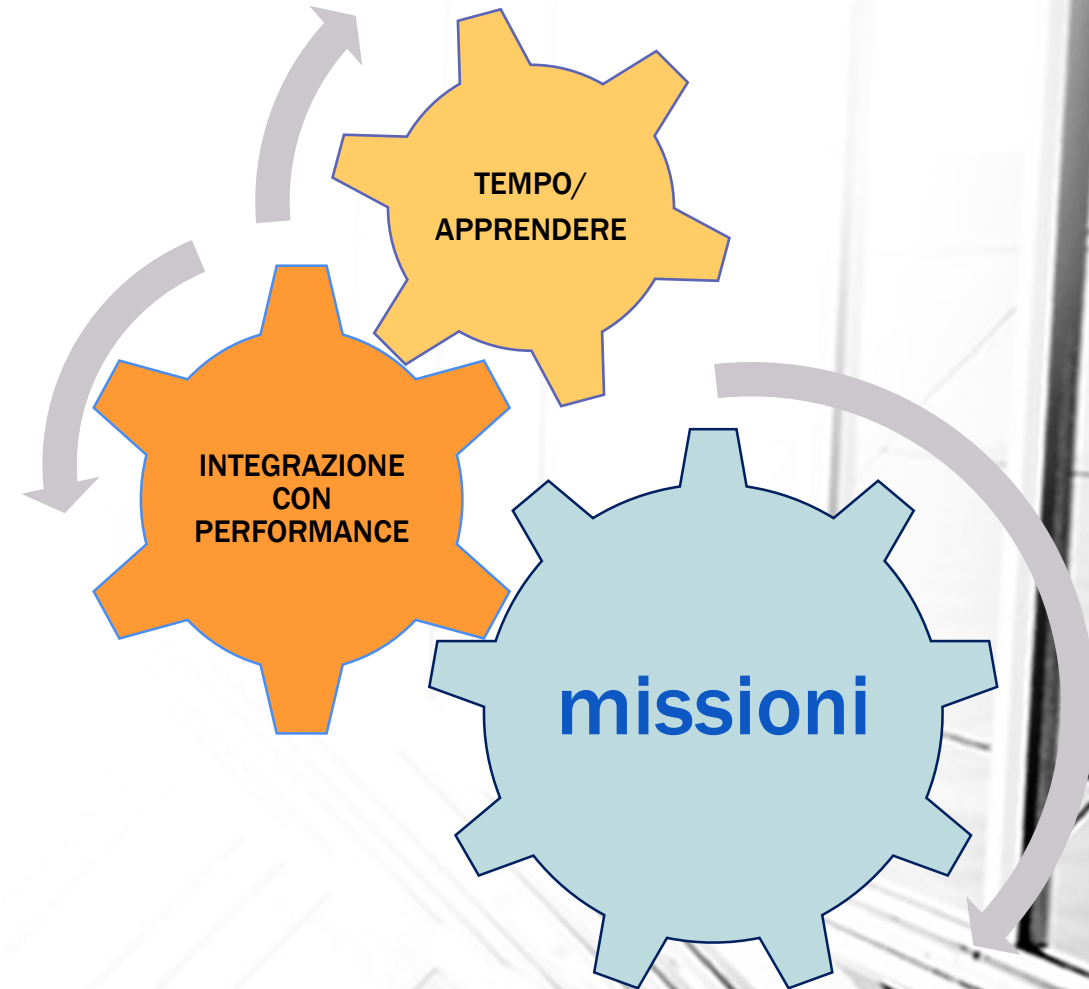 TEMPO/
APPRENDERE
INTEGRAZIONE
CON
PERFORMANCE
missioni